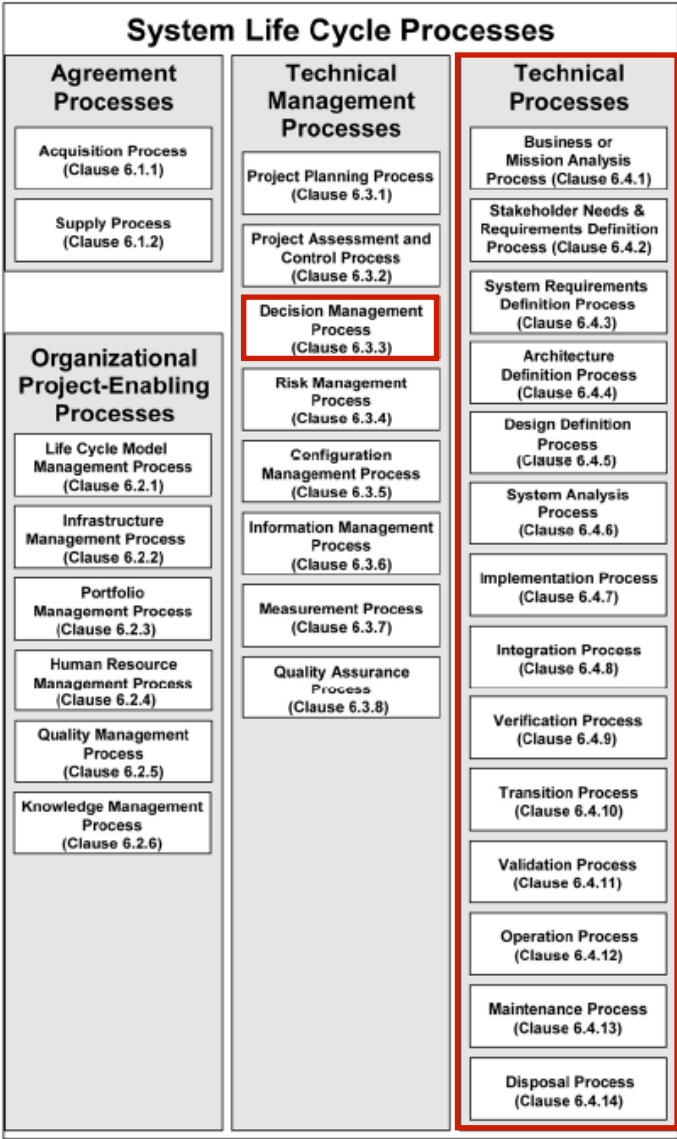 System Life Cycle Processes
Agreement
Processes
Acquisition Process
(Clause 6.1.1)
Supply Process
(Clause 6.1.2)
Organizational
Project-Enabling
Processes
Life Cycle Model
Management Process
(Clause 6.2.1)
Infrastructure
Management Process
(Clause 6.2.2)
Portfolio
Management Process
(Clause 6.2.3)
Human Resource
Management Process
(Clause 6.2.4)
Quality Management
Process
(Clause 6.2.5)
Knowledge Management
Process
(Clause 6.2.6)
Technical
Management
Processes
Project Planning Process
(Clause 6.3.1)
Project Assessment and
Control Process
(Clause 6.3.2)
Decision Management
Process
(Clause 6.3.3)
Risk Management
Process
(Clause 6.3.4)
Configuration
Management Process
(Clause 6.3.5)
Information Management
Process
(Clause 6.3.6)
Measurement Process
(Clause 6.3.7)
Quality Assurance
Process
(Clause 6.3.8)
Technical
Processes
Business or
Mission Analysis
Process (Clause 6.4.1)
Stakeholder Needs &
Requirements Definition
Process (Clause 6.4.2)
System Requirements
Definition Process
(Clause 6.4.3)
Architecture
Definition Process
(Clause 6.4.4)
Design Definition
Process
(Clause 6.4.5)
System Analysis
Process
(Clause 6.4.6)
Implementation Process
(Clause 6.4.7)
Integration Process
(Clause 6.4.8)
Verification Process
(Clause 6.4.9)
Transition Process
(Clause 6.4.10)
Validation Process
(Clause 6.4.11)
Operation Process
(Clause 6.4.12)
Maintenance Process
(Clause 6.4.13)
Disposal Process
(Clause 6.4.14)